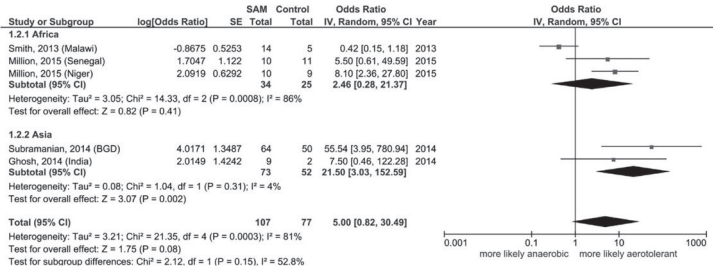 SAM Control Odds Ratio Odds Ratio
Study or Subgroup log[Odds Ratio] SE Total Total IV, Random, 95% CI Year IV, Random, 95% CI
1.2.1 Africa
Smith, 2013 (Malawi) -0.8675 0.5253 14 5 0.42 [0.15, 1.18] 2013
Million, 2015 (Senegal) 1.7047 1.122 10 11 5.50 [0.61, 49.59] 2015
Million, 2015 (Niger) 2.0919 0.6292 10 9 8.10 [2.36, 27.80] 2015
Subtotal (95% CI) 34 25 2.46 [0.28, 21.37]
Heterogeneity: Tau² = 3.05; Chi² = 14.33, df = 2 (P = 0.0008); I² = 86%
Test for overall effect: Z = 0.82 (P = 0.41)
1.2.2 Asia
Subramanian, 2014 (BGD) 4.0171 1.3487 64 50 55.54 [3.95, 780.94] 2014
Ghosh, 2014 (India) 2.0149 1.4242 9 2 7.50 [0.46, 122.28] 2014
Subtotal (95% CI) 73 52 21.50 [3.03, 152.59]
Heterogeneity: Tau² = 0.08; Chi² = 1.04, df = 1 (P = 0.31); I² = 4%
Test for overall effect: Z = 3.07 (P = 0.002)
Total (95% CI) 107 77 5.00 [0.82, 30.49]
Heterogeneity: Tau² = 3.21; Chi² = 21.35, df = 4 (P = 0.0003); I² = 81%
Test for overall effect: Z = 1.75 (P = 0.08)
Test for subgroup differences: Chi² = 2.12, df = 1 (P = 0.15), I² = 52.8%
0.001 0.1 1 10 1000
more likely anaerobic more likely aerotolerant